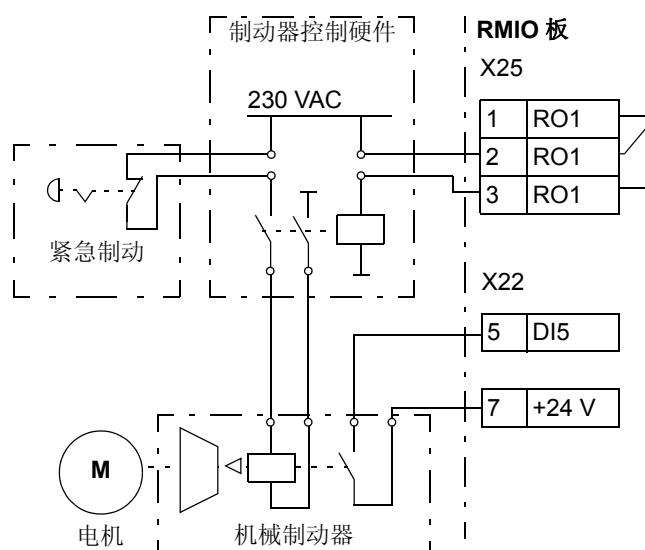 制动器控制硬件
RMIO 板
X25
230 VAC
1 RO1
2 RO1
3 RO1
紧急制动
X22
5 DI5
7 +24 V
M
电机
机械制动器